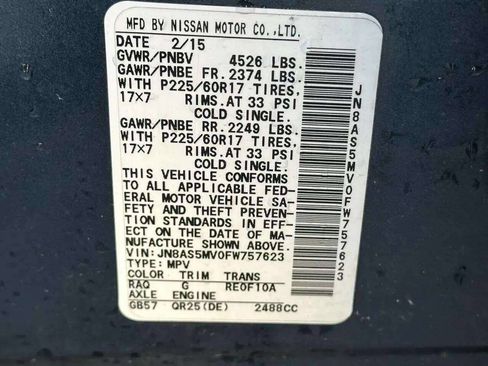 MFD BY NISSAN MOTOR CO.,LTD.
DATE 2/15
GVWR/PNBV 4526 LBS.
GAWR/PNBE FR. 2374 LBS.
WITH P225/60R17 TIRES,
17×7 RIMS.AT 33 PSI
COLD SINGLE.
GAWR/PNBE RR. 2249 LBS.
WITH P225/60R17 TIRES,
17×7 RIMS.AT 33 PSI
COLD SINGLE.
THIS VEHICLE CONFORMS
TO ALL APPLICABLE FED-
ERAL MOTOR VEHICLE SA-
FETY AND THEFT PREVEN-
TION STANDARDS IN EFF-
ECT ON THE DATE OF MA-
NUFACTURE SHOWN ABOVE.
VIN: JN8AS5MV0FW757623
TYPE: MPV
COLOR TRIM TRANS
RAQ G RE0F10A
AXLE ENGINE
GB57 QR25(DE) 2488CC
JN8AS5MV0FW757623